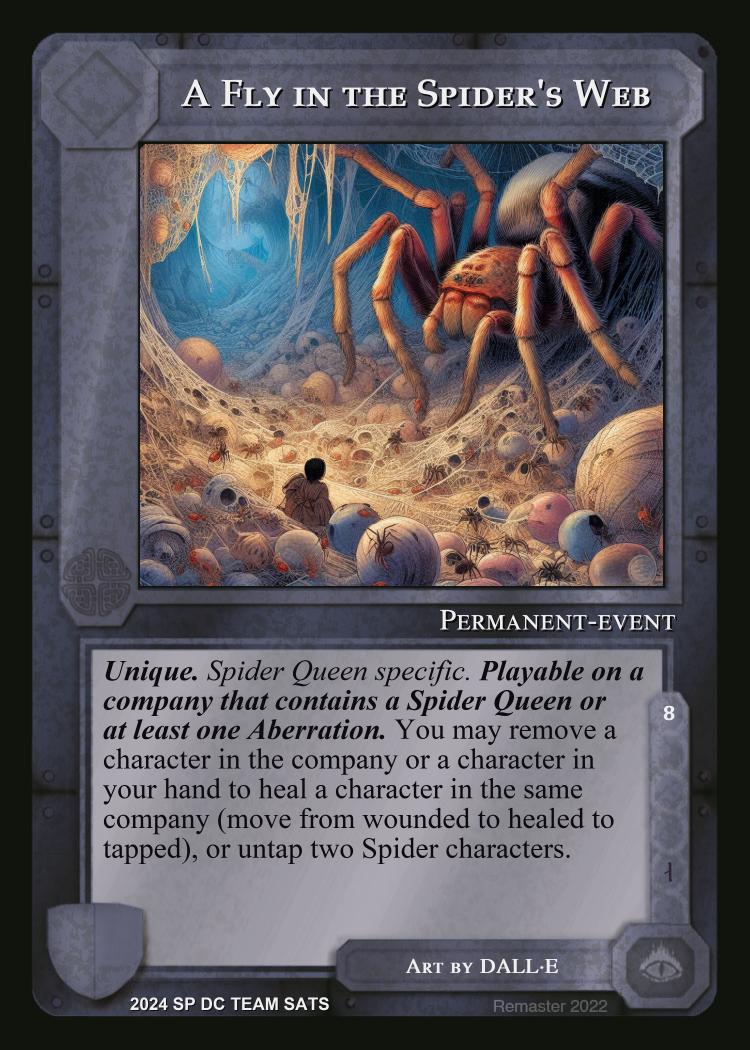 A Fly in the Spider's Web
Permanent-event
Unique. Spider Queen specific. Playable on a
company that contains a Spider Queen or
at least one Aberration. You may remove a
character in the company or a character in
your hand to heal a character in the same
company (move from wounded to healed to
tapped), or untap two Spider characters.
8
Art by DALL·E
2024 SP DC TEAM SATS
Remaster 2022